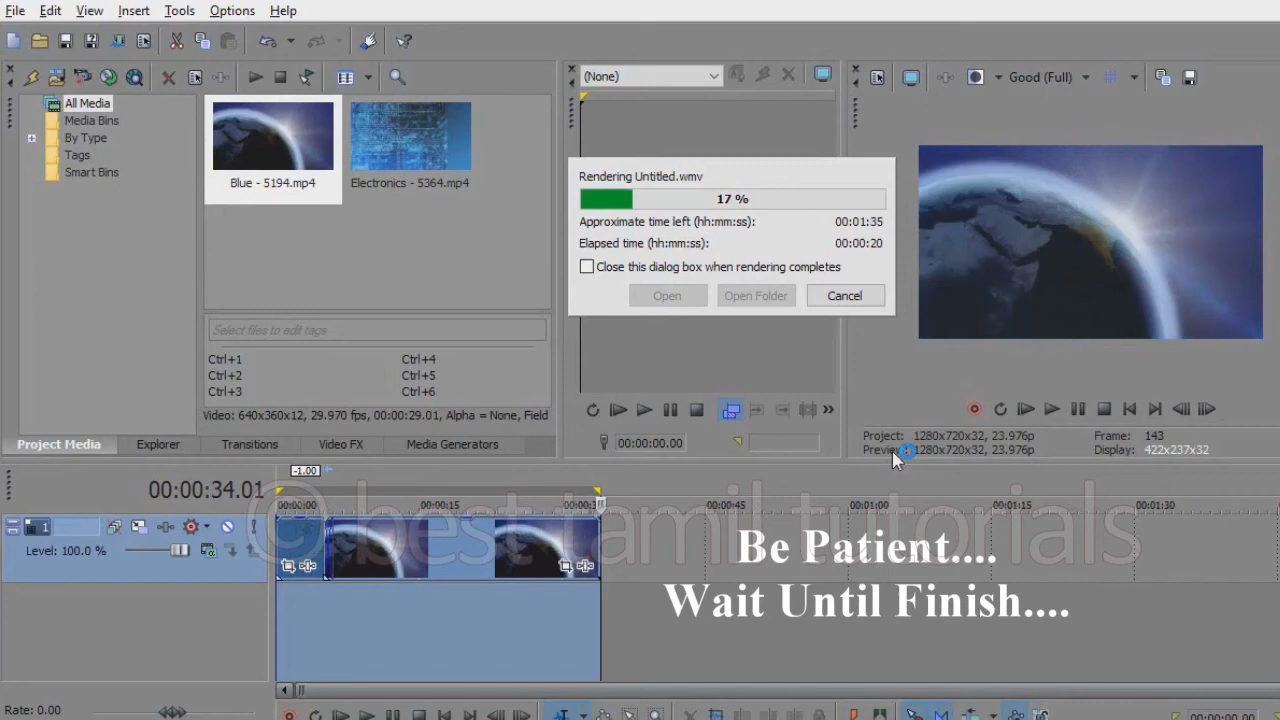 File Edit View Insert Tools Options Help
(None)
Good (Full)
All Media
Media Bins
By Type
Tags
Smart Bins
Blue - 5194.mp4
Electronics - 5364.mp4
Rendering Untitled.wmv
17 %
Approximate time left (hh:mm:ss): 00:01:35
Elapsed time (hh:mm:ss): 00:00:20
Close this dialog box when rendering completes
Open Open Folder Cancel
Select files to edit tags
Ctrl+1 Ctrl+4
Ctrl+2 Ctrl+5
Ctrl+3 Ctrl+6
Video: 640x360x12, 29.970 fps, 00:00:29.01, Alpha = None, Field
Project Media Explorer Transitions Video FX Media Generators
00:00:00.00
Project: 1280x720x32, 23.976p Frame: 143
Preview: 1280x720x32, 23.976p Display: 422x237x32
-1.00
00:00:34.01
00:00:00 00:00:15 00:00:45 00:01:00 00:01:15 00:01:30
1
Level: 100.0 %
© best tamil tutorials
Be Patient....
Wait Until Finish....
Rate: 0.00